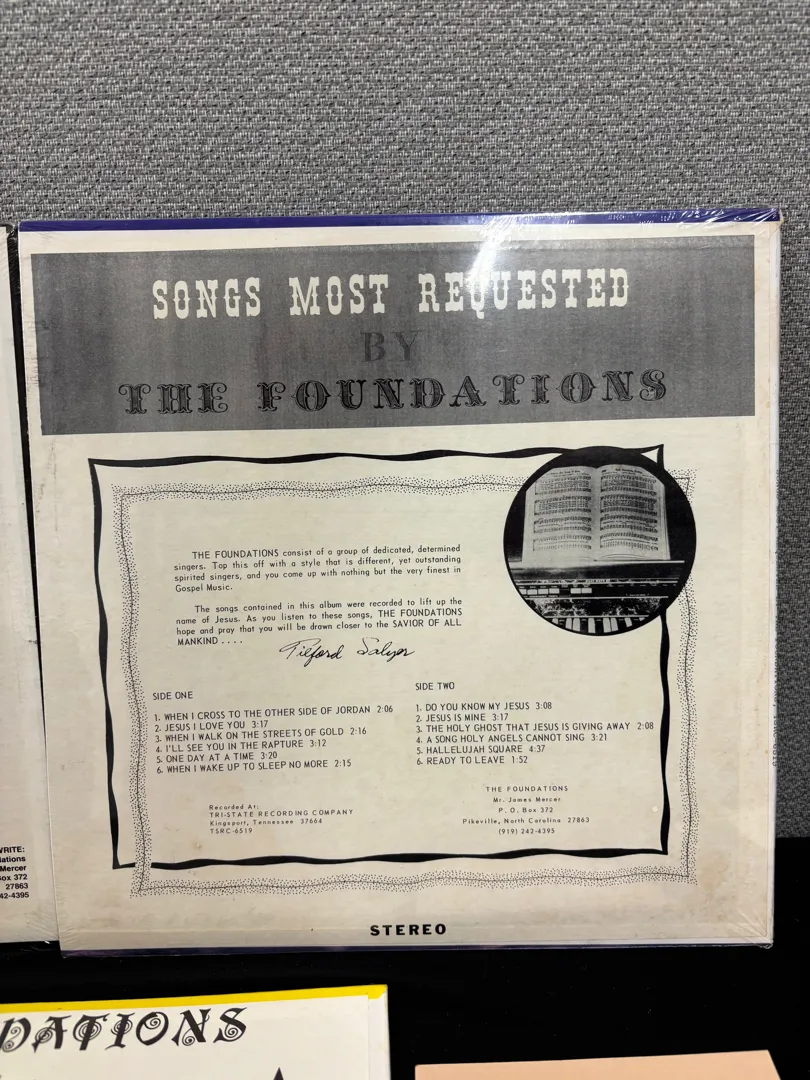 SONGS MOST REQUESTED
BY
THE FOUNDATIONS
THE FOUNDATIONS consist of a group of dedicated, determined
singers. Top this off with a style that is different, yet outstanding
spirited singers, and you come up with nothing but the very finest in
Gospel Music.
The songs contained in this album were recorded to lift up the
name of Jesus. As you listen to these songs, THE FOUNDATIONS
hope and pray that you will be drawn closer to the SAVIOR OF ALL
MANKIND ....
Tilford Salyer
SIDE ONE
1. WHEN I CROSS TO THE OTHER SIDE OF JORDAN 2:06
2. JESUS I LOVE YOU 3:17
3. WHEN I WALK ON THE STREETS OF GOLD 2:16
4. I'LL SEE YOU IN THE RAPTURE 3:12
5. ONE DAY AT A TIME 3:20
6. WHEN I WAKE UP TO SLEEP NO MORE 2:15
SIDE TWO
1. DO YOU KNOW MY JESUS 3:08
2. JESUS IS MINE 3:17
3. THE HOLY GHOST THAT JESUS IS GIVING AWAY 2:08
4. A SONG HOLY ANGELS CANNOT SING 3:21
5. HALLELUJAH SQUARE 4:37
6. READY TO LEAVE 1:52
Recorded At:
TRI-STATE RECORDING COMPANY
Kingsport, Tennessee 37664
TSRC-6519
THE FOUNDATIONS
Mr. James Mercer
P.O. Box 372
Pikeville, North Carolina 27863
(919) 242-4395
STEREO
WRITE:
ations
Mercer
ox 372
27863
42-4395
DATIONS